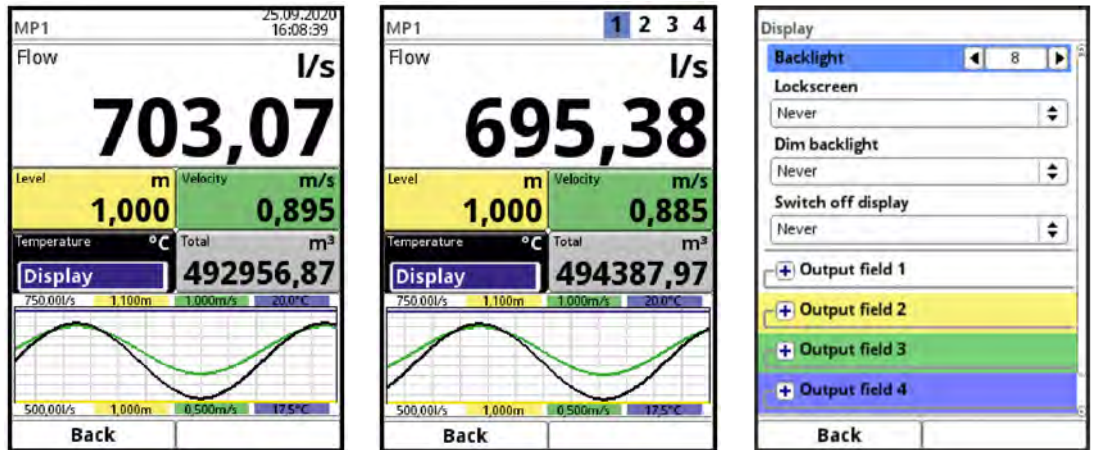 MP1 25.09.2020
16:08:39
Flow l/s
703,07
Level m Velocity m/s
1,000 0,895
Temperature °C Total m³
Display 492956,87
750,00l/s 1,100m 1,000m/s 20,0°C
500,00l/s 1,000m 0,500m/s 17,5°C
Back
MP1 1 2 3 4
Flow l/s
695,38
Level m Velocity m/s
1,000 0,885
Temperature °C Total m³
Display 494387,97
750,00l/s 1,100m 1,000m/s 20,0°C
500,00l/s 1,000m 0,500m/s 17,5°C
Back
Display
Backlight 8
Lockscreen
Never
Dim backlight
Never
Switch off display
Never
Output field 1
Output field 2
Output field 3
Output field 4
Back